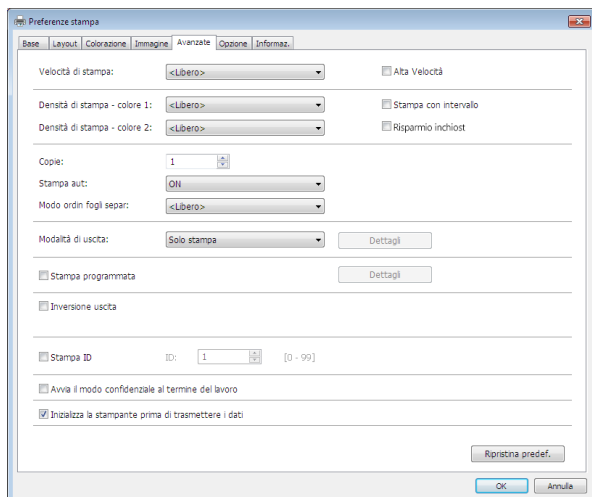 Preferenze stampa
Base Layout Colorazione Immagine Avanzate Opzione Informaz.
Velocità di stampa: <Libero> Alta Velocità
Densità di stampa - colore 1: <Libero> Stampa con intervallo
Densità di stampa - colore 2: <Libero> Risparmio inchiost
Copie: 1
Stampa aut: ON
Modo ordin fogli separ: <Libero>
Modalità di uscita: Solo stampa Dettagli
Stampa programmata Dettagli
Inversione uscita
Stampa ID ID: 1 [0 - 99]
Avvia il modo confidenziale al termine del lavoro
Inizializza la stampante prima di trasmettere i dati
Ripristina predef.
OK Annulla